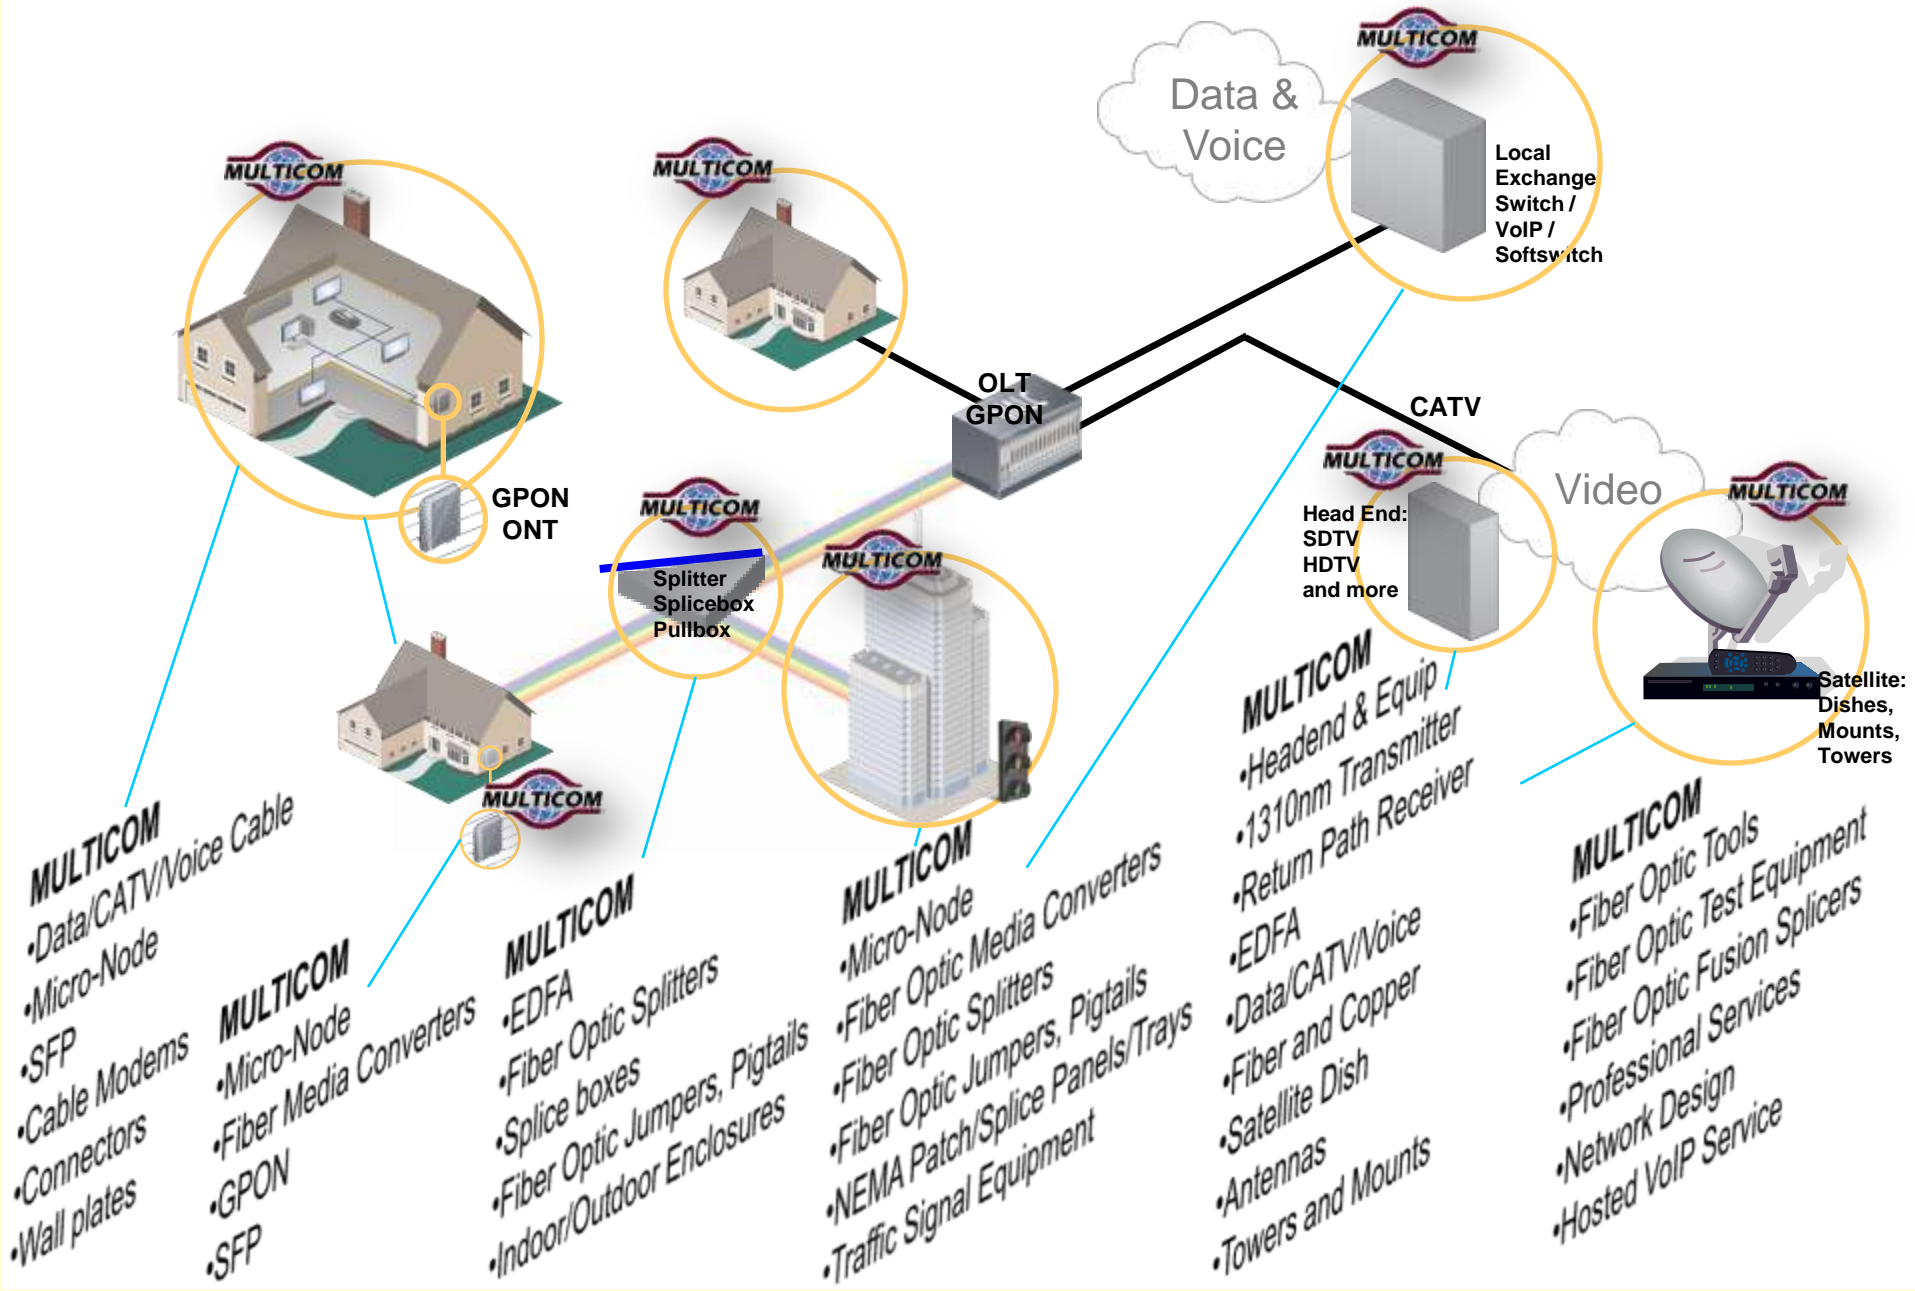 MULTICOM
Data &
Voice
Local
Exchange
Switch /
VoIP /
Softswitch
MULTICOM
MULTICOM
OLT
GPON
CATV
MULTICOM
Video
MULTICOM
Head End:
SDTV
HDTV
and more
GPON
ONT
MULTICOM
MULTICOM
Splitter
Splicebox
Pullbox
Satellite:
Dishes,
Mounts,
Towers
MULTICOM
MULTICOM
•Data/CATV/Voice Cable
•Micro-Node
•SFP
•Cable Modems
•Connectors
•Wall plates
MULTICOM
•Micro-Node
•Fiber Media Converters
•GPON
•SFP
MULTICOM
•EDFA
•Fiber Optic Splitters
•Splice boxes
•Fiber Optic Jumpers, Pigtails
•Indoor/Outdoor Enclosures
MULTICOM
•Micro-Node
•Fiber Optic Media Converters
•Fiber Optic Splitters
•Fiber Optic Jumpers, Pigtails
•NEMA Patch/Splice Panels/Trays
•Traffic Signal Equipment
MULTICOM
•Headend & Equip
•1310nm Transmitter
•Return Path Receiver
•EDFA
•Data/CATV/Voice
•Fiber and Copper
•Satellite Dish
•Antennas
•Towers and Mounts
MULTICOM
•Fiber Optic Tools
•Fiber Optic Test Equipment
•Fiber Optic Fusion Splicers
•Professional Services
•Network Design
•Hosted VoIP Service